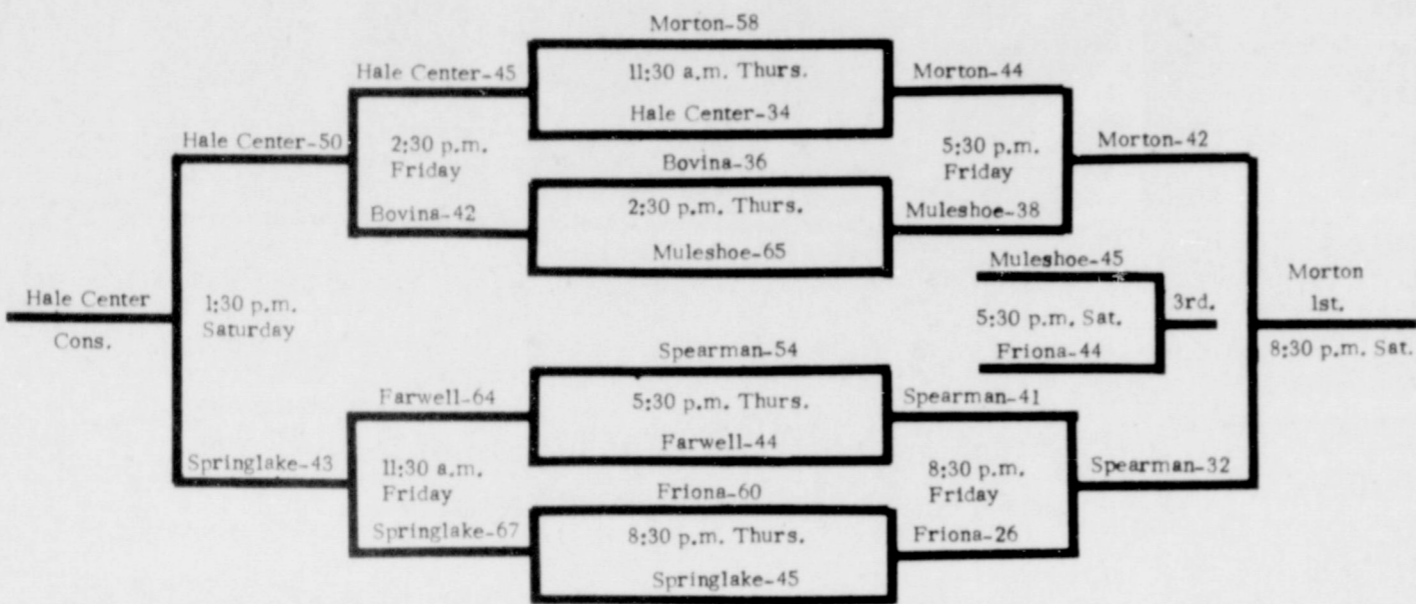 Morton-58
Hale Center-45
11:30 a.m. Thurs.
Morton-44
Hale Center-34
Hale Center-50
2:30 p.m.
Friday
5:30 p.m.
Friday
Morton-42
Bovina-36
Bovina-42
2:30 p.m. Thurs.
Muleshoe-38
Muleshoe-65
Muleshoe-45
Hale Center
Cons.
1:30 p.m.
Saturday
5:30 p.m. Sat.
3rd.
Morton
1st.
8:30 p.m. Sat.
Friona-44
Spearman-54
Farwell-64
5:30 p.m. Thurs.
Spearman-41
Farwell-44
Springlake-43
11:30 a.m.
Friday
8:30 p.m.
Friday
Spearman-32
Friona-60
Springlake-67
8:30 p.m. Thurs.
Friona-26
Springlake-45